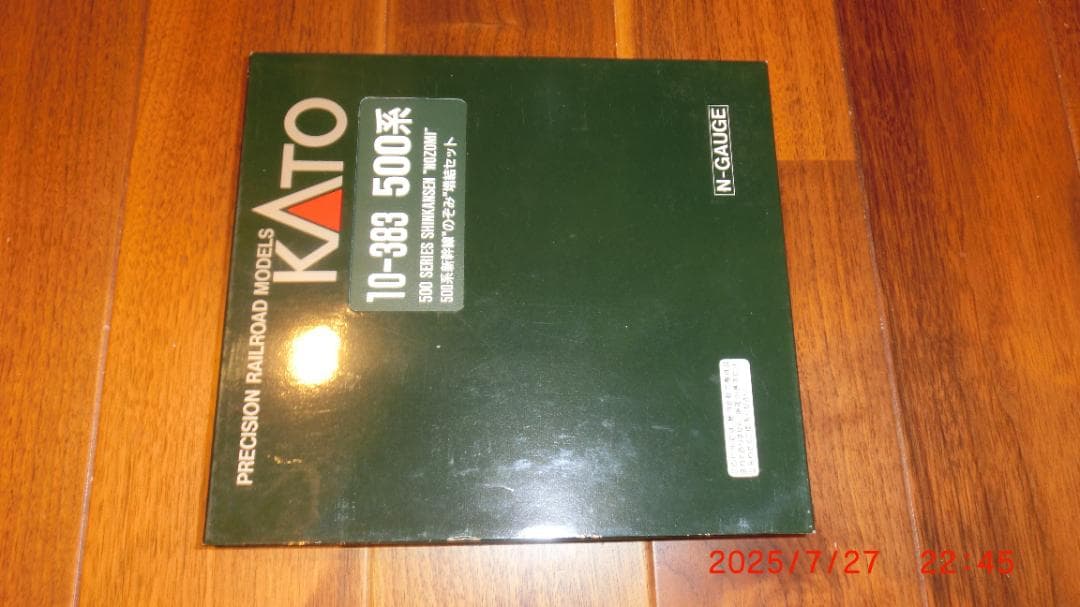 PRECISION RAILROAD MODELS
KATO
10-383 500系
500 SERIES SHINKANSEN "NOZOMI"
500系新幹線"のぞみ"増結セット
N-GAUGE
2025/7/27 22:45